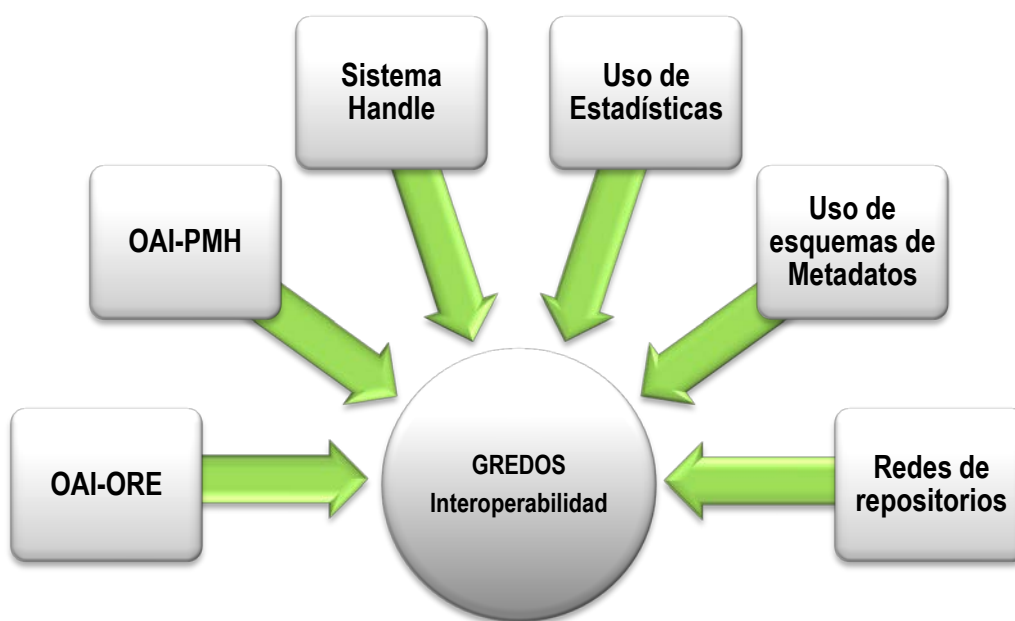 Sistema
Handle
Uso de
Estadísticas
OAI-PMH
Uso de
esquemas de
Metadatos
OAI-ORE
GREDOS
Interoperabilidad
Redes de
repositorios